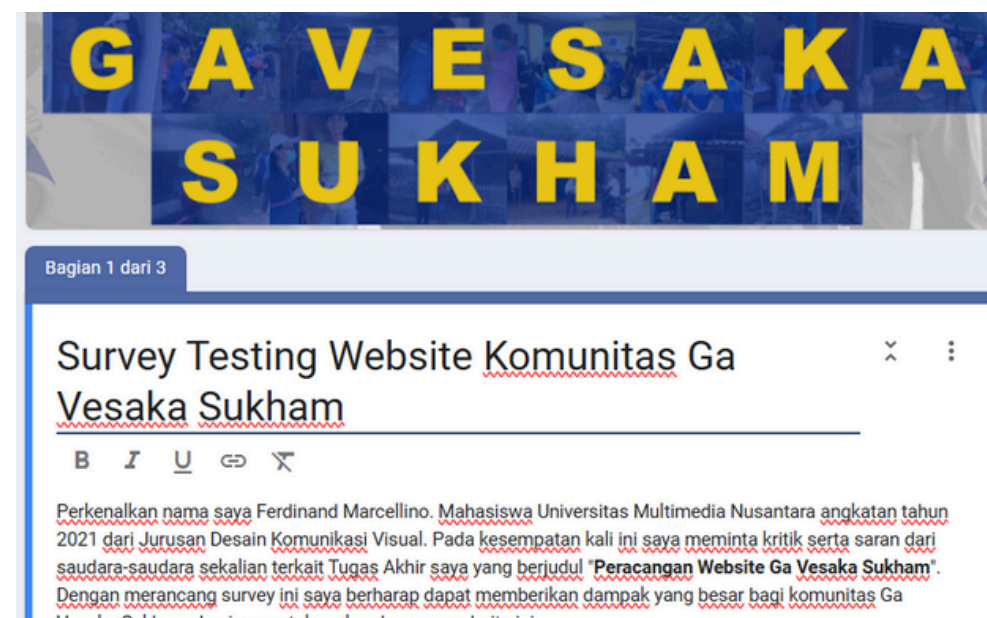 GAVESAKA
SUKHAM
Bagian 1 dari 3
Survey Testing Website Komunitas Ga
Vesaka Sukham
B I U
Perkenalkan nama saya Ferdinand Marcellino. Mahasiswa Universitas Multimedia Nusantara angkatan tahun
2021 dari Jurusan Desain Komunikasi Visual. Pada kesempatan kali ini saya meminta kritik serta saran dari
saudara-saudara sekalian terkait Tugas Akhir saya yang berjudul "Peracangan Website Ga Vesaka Sukham".
Dengan merancang survey ini saya berharap dapat memberikan dampak yang besar bagi komunitas Ga